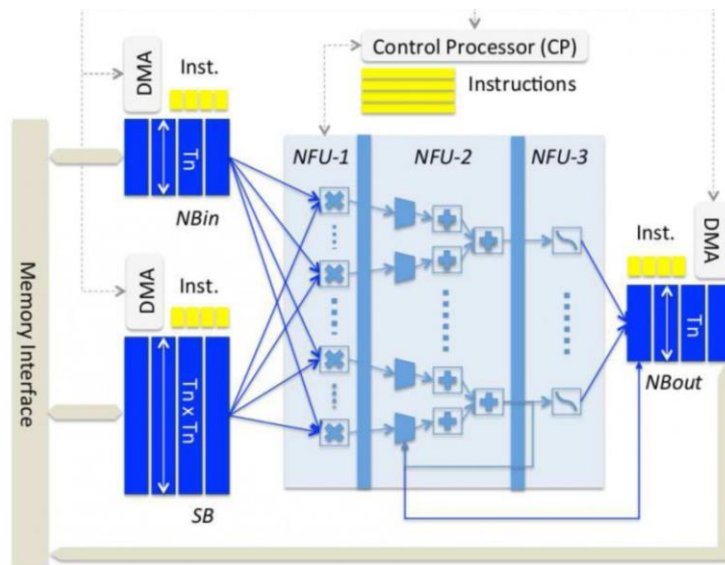 Control Processor (CP)
Instructions
DMA
Inst.
Tn
NBin
DMA
Inst.
Tn x Tn
SB
Memory Interface
NFU-1
NFU-2
NFU-3
Inst.
DMA
Tn
NBout